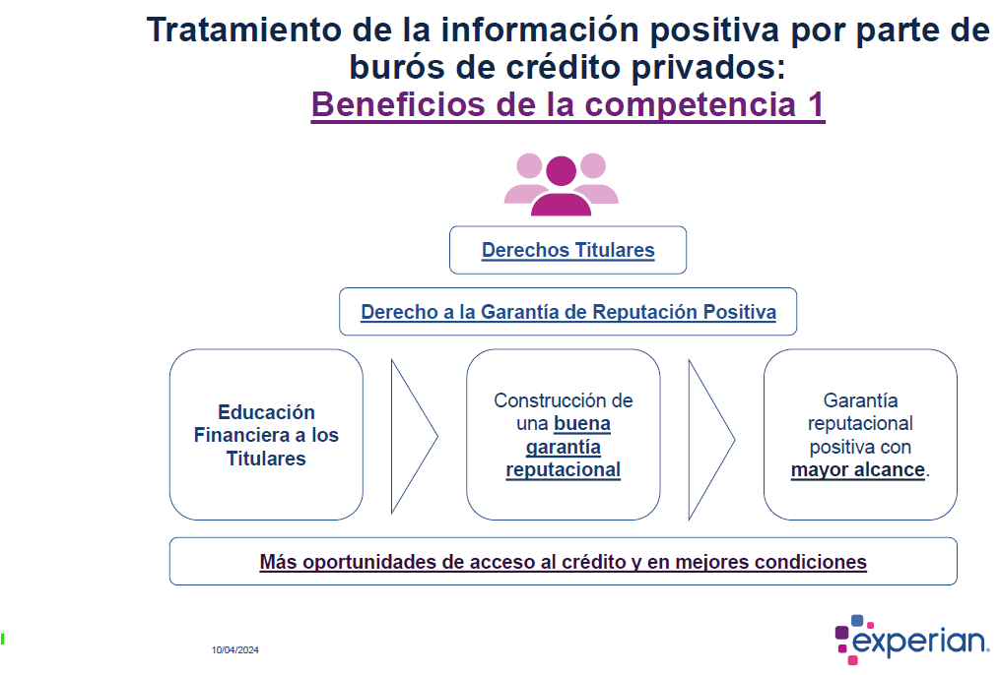 Tratamiento de la información positiva por parte de
burós de crédito privados:
Beneficios de la competencia 1
Derechos Titulares
Derecho a la Garantía de Reputación Positiva
Educación
Financiera a los
Titulares
Construcción de
una buena
garantía
reputacional
Garantía
reputacional
positiva con
mayor alcance.
Más oportunidades de acceso al crédito y en mejores condiciones
10/04/2024
experian.